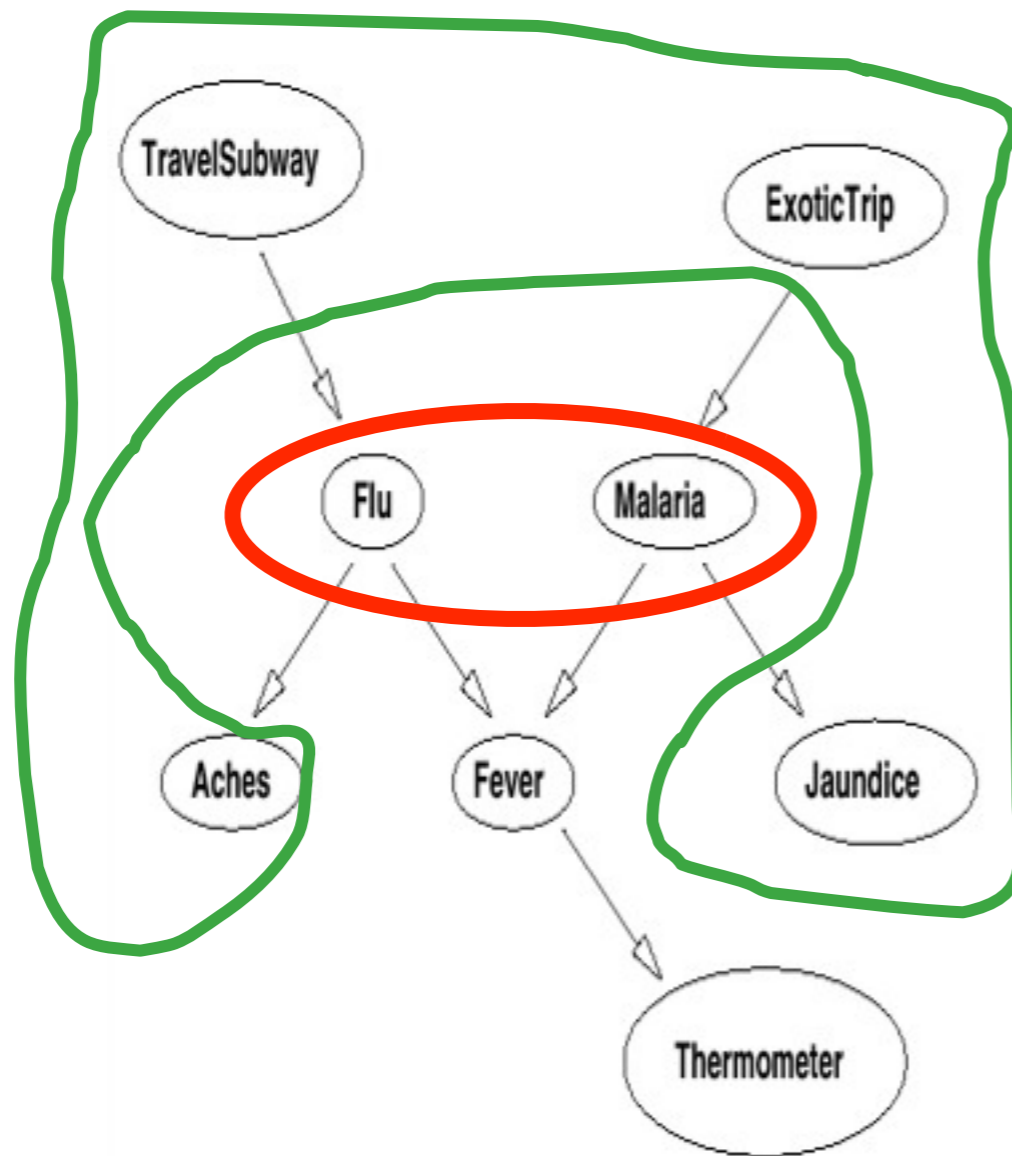 TravelSubway
ExoticTrip
Flu
Malaria
Aches
Fever
Jaundice
Thermometer